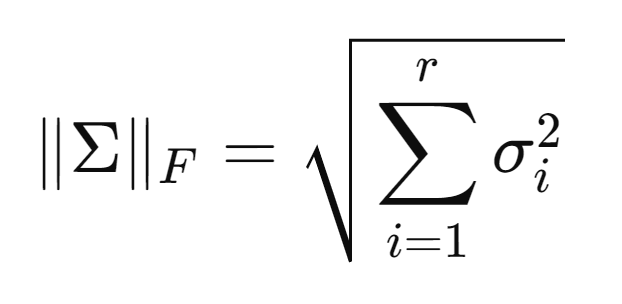 ‖Σ‖_F = √(∑_{i=1}^{r} σ_i^2)